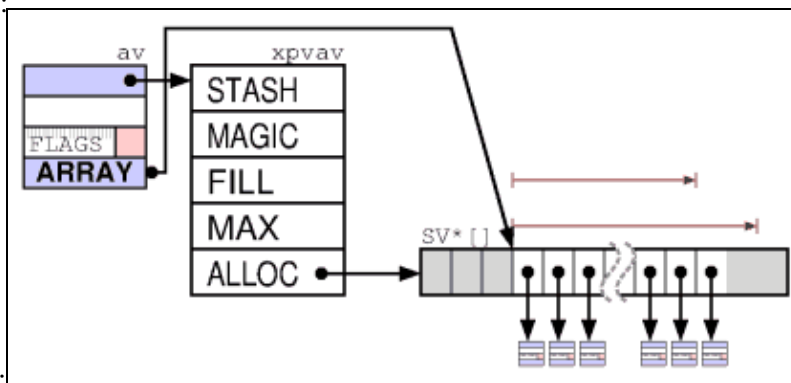 av
xpvav
STASH
MAGIC
FLAGS
ARRAY
FILL
MAX
SV*[]
ALLOC